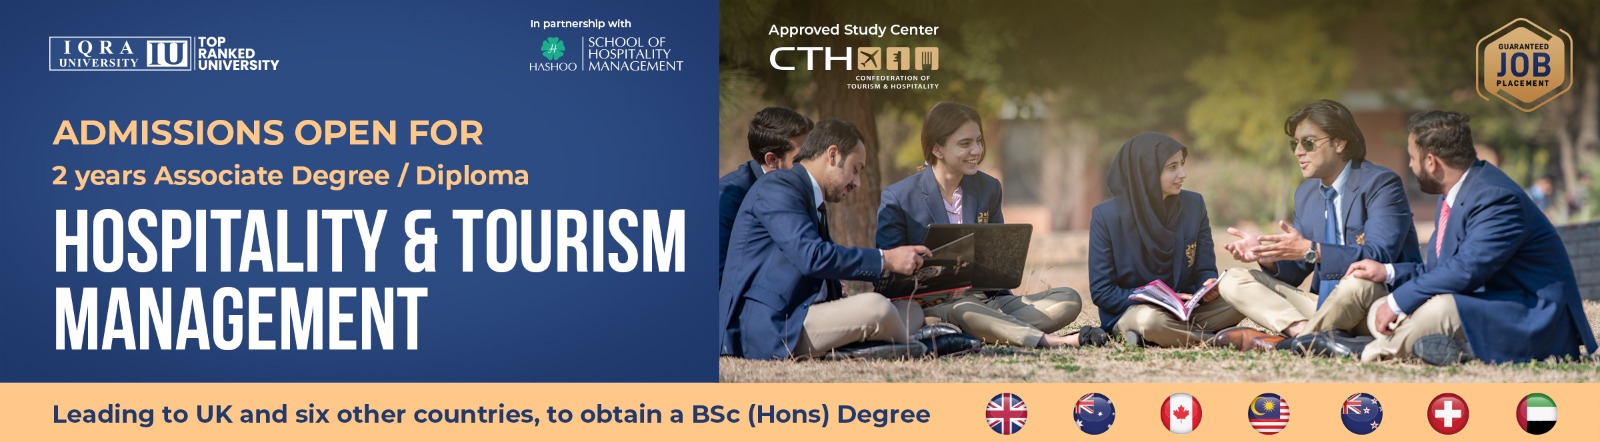 IQRA
UNIVERSITY
IU
TOP
RANKED
UNIVERSITY
In partnership with
H
HASHOO
SCHOOL OF
HOSPITALITY
MANAGEMENT
ADMISSIONS OPEN FOR
2 years Associate Degree / Diploma
HOSPITALITY & TOURISM
MANAGEMENT
Approved Study Center
CTH
CONFEDERATION OF
TOURISM & HOSPITALITY
GUARANTEED
JOB
PLACEMENT
Leading to UK and six other countries, to obtain a BSc (Hons) Degree